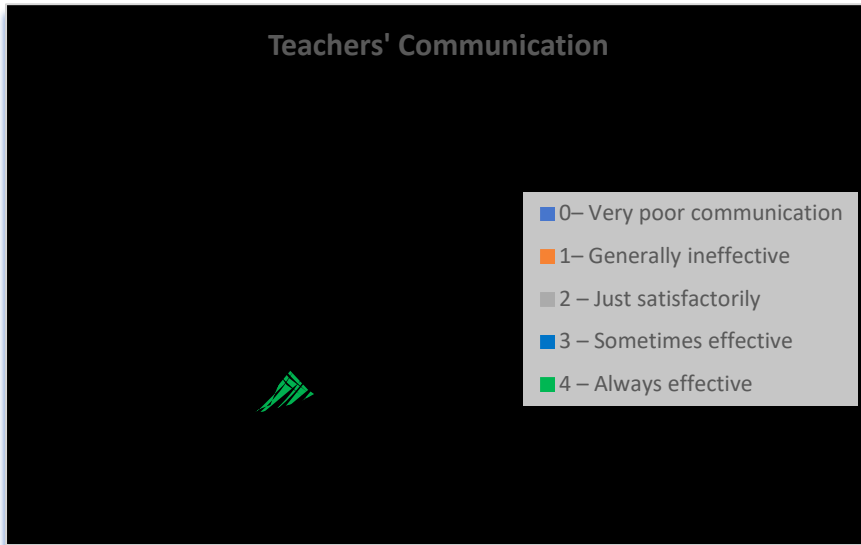 Teachers' Communication
0– Very poor communication
1– Generally ineffective
2 – Just satisfactorily
3 – Sometimes effective
4 – Always effective